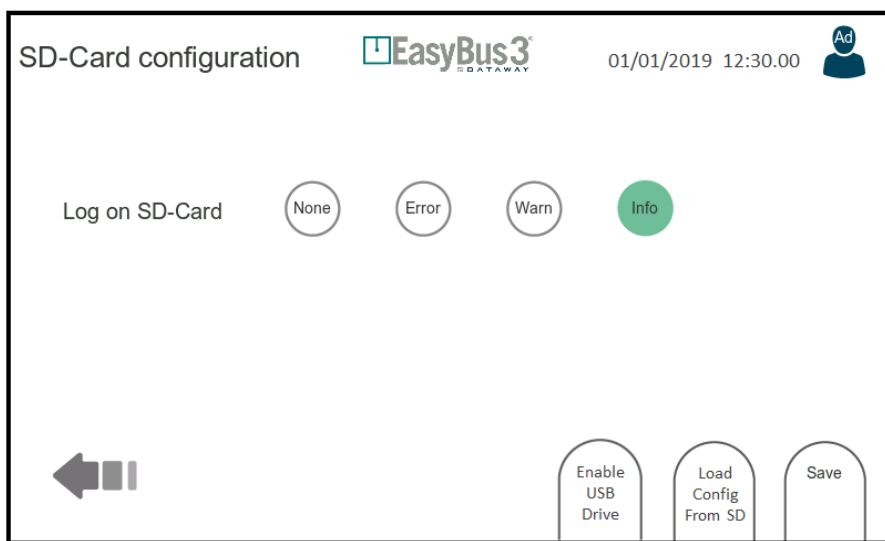 SD-Card configuration
EasyBus3
DATAWAY
01/01/2019 12:30.00
Ad
Log on SD-Card
None
Error
Warn
Info
Enable
USB
Drive
Load
Config
From SD
Save